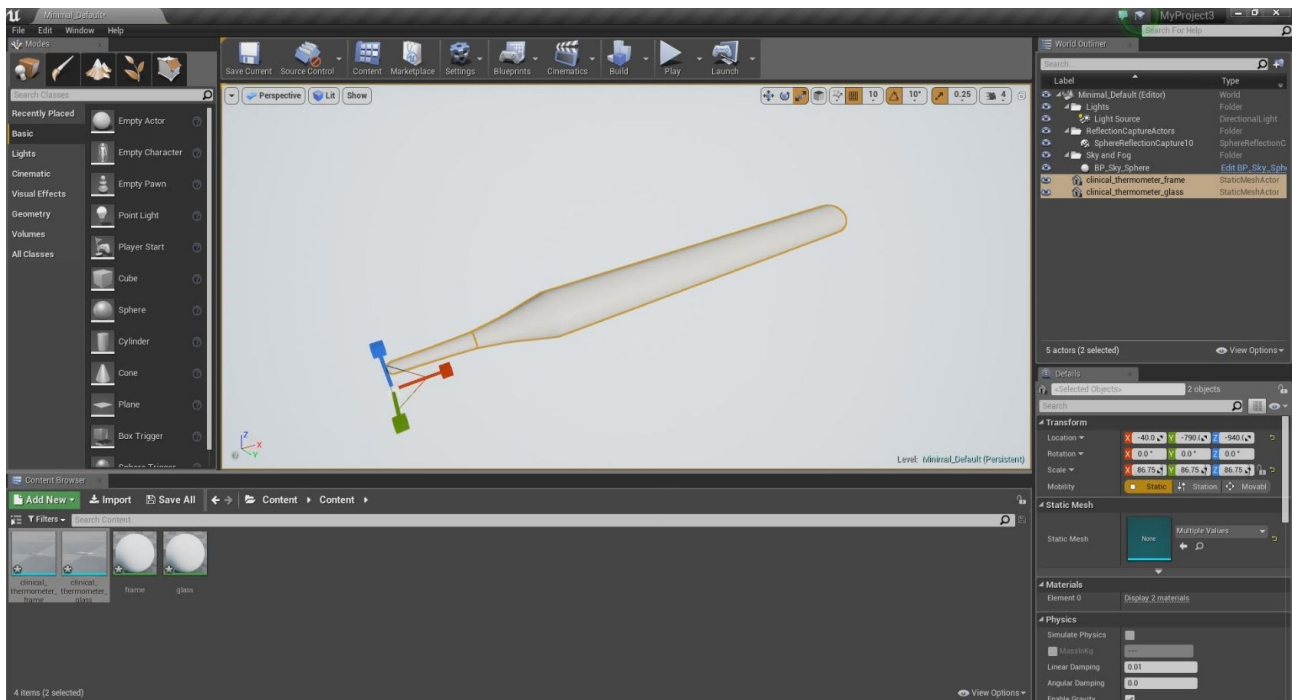 Minimal_Default•
MyProject3
File Edit Window Help
Search For Help
Modes
Search Classes
Recently Placed
Basic
Lights
Cinematic
Visual Effects
Geometry
Volumes
All Classes
Empty Actor
Empty Character
Empty Pawn
Point Light
Player Start
Cube
Sphere
Cylinder
Cone
Plane
Box Trigger
Save Current
Source Control
Content
Marketplace
Settings
Blueprints
Cinematics
Build
Play
Launch
Perspective
Lit
Show
10
10°
0.25
4
Z
X
Y
Level: Minimal_Default (Persistent)
World Outliner
Search...
Label Type
Minimal_Default (Editor) World
Lights Folder
Light Source DirectionalLight
ReflectionCaptureActors Folder
SphereReflectionCapture10 SphereReflectionC
Sky and Fog Folder
BP_Sky_Sphere Edit BP_Sky_Sph
clinical_thermometer_frame StaticMeshActor
clinical_thermometer_glass StaticMeshActor
5 actors (2 selected)
View Options
Details
<Selected Objects> 2 objects
Search
Transform
Location X -40.0 Y -790.( Z -940.(
Rotation X 0.0° Y 0.0° Z 0.0°
Scale X 86.75 Y 86.75 Z 86.75
Mobility Static Station Movabl
Static Mesh
Static Mesh None Multiple Values
Materials
Element 0 Display 2 materials
Physics
Simulate Physics
MassInKg ---
Linear Damping 0.01
Angular Damping 0.0
Enable Gravity
Content Browser
Add New Import Save All Content Content
Filters Search Content
clinical_
thermometer_
frame
clinical_
thermometer_
glass
frame
glass
4 items (2 selected)
View Options